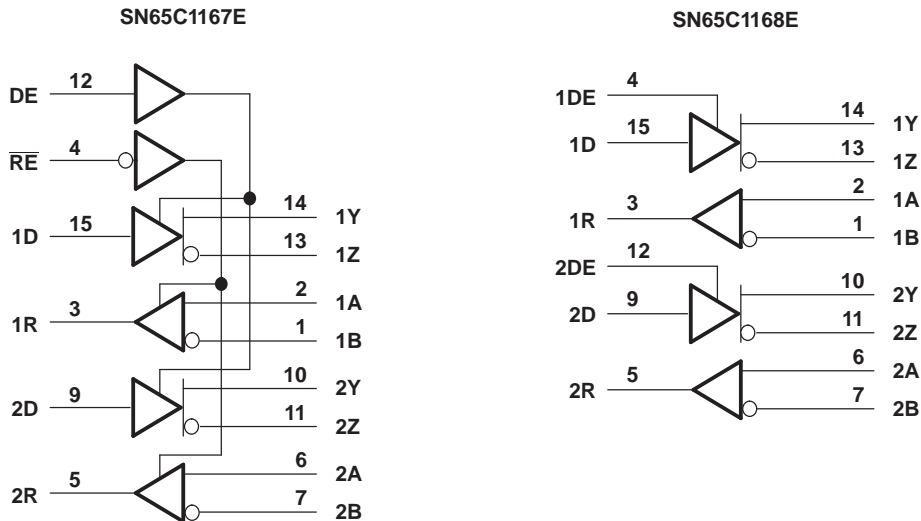 SN65C1167E
DE 12
RE 4
1D 15
14 1Y
13 1Z
1R 3
2 1A
1 1B
2D 9
10 2Y
11 2Z
2R 5
6 2A
7 2B
SN65C1168E
1DE 4
1D 15
14 1Y
13 1Z
1R 3
2 1A
1 1B
2DE 12
2D 9
10 2Y
11 2Z
2R 5
6 2A
7 2B